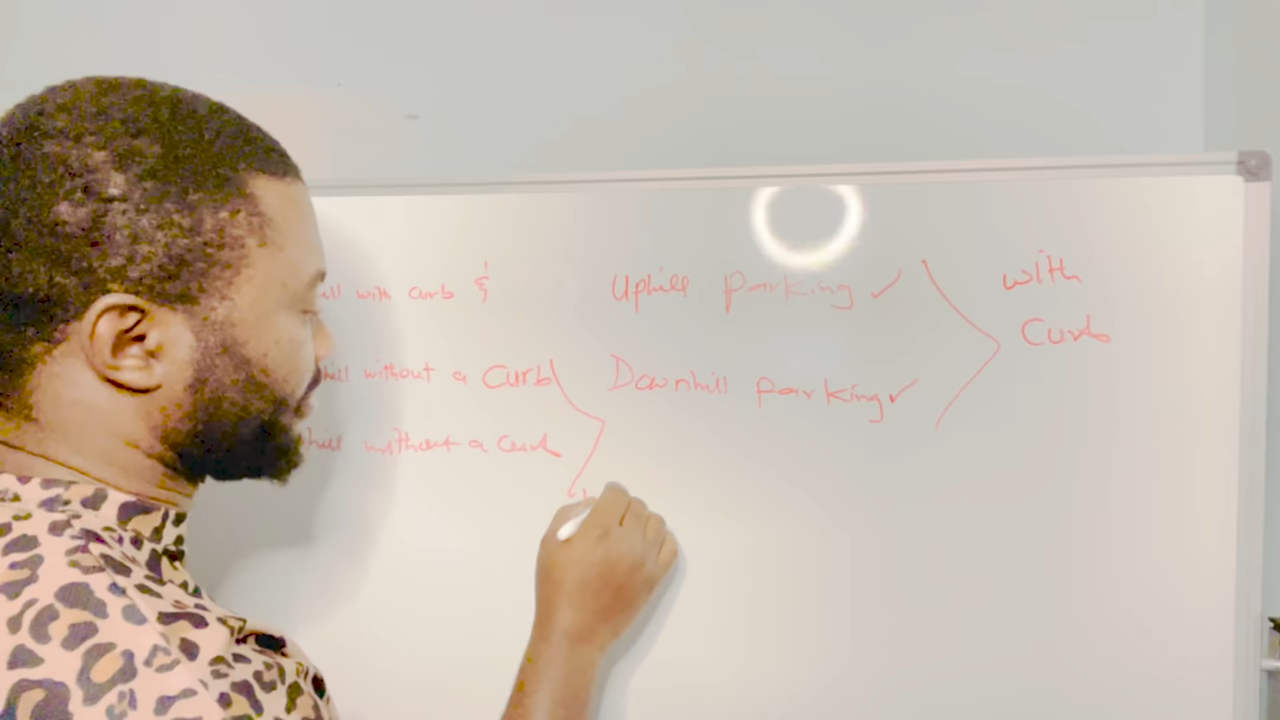 with curb &
without a Curb
without a Curb
Uphill parking ✓
Downhill parking ✓
with
Curb